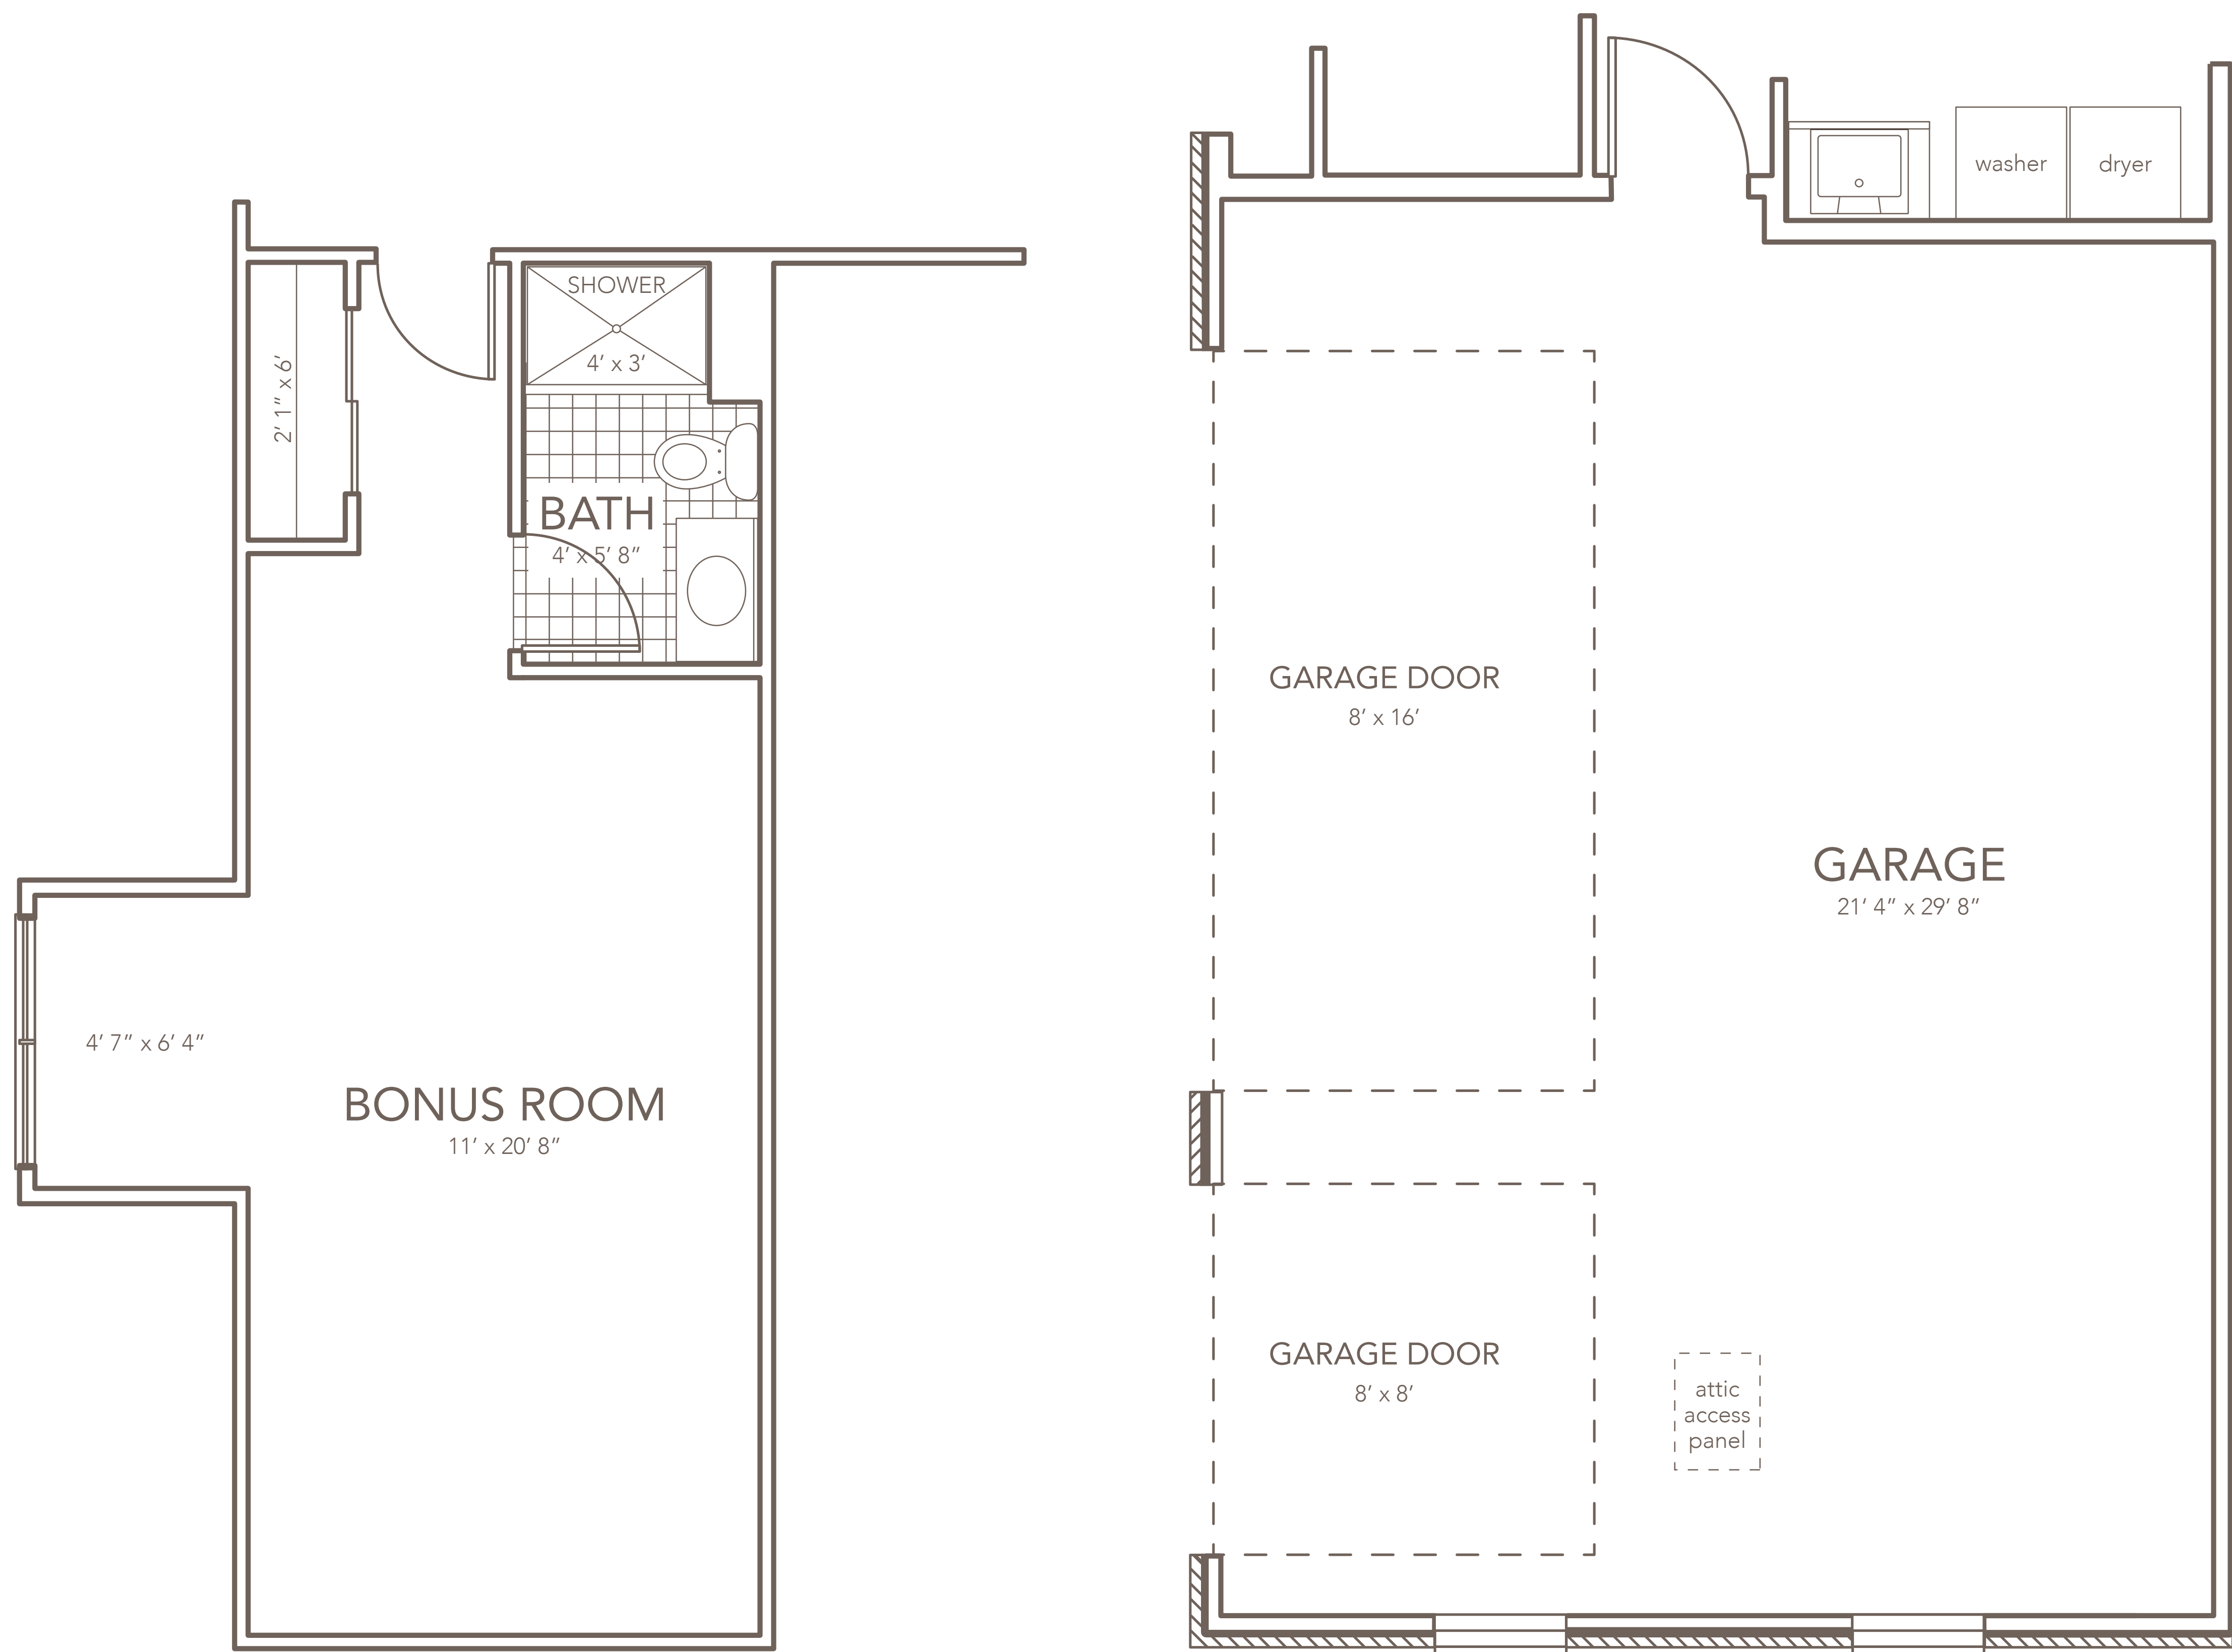 SHOWER
4’ x 3’
2’ 1” x 6’
BATH
4’ x 5’ 8”
4’ 7” x 6’ 4”
BONUS ROOM
11’ x 20’ 8”
washer
dryer
GARAGE DOOR
8’ x 16’
GARAGE
21’ 4” x 29’ 8”
GARAGE DOOR
8’ x 8’
attic
access
panel